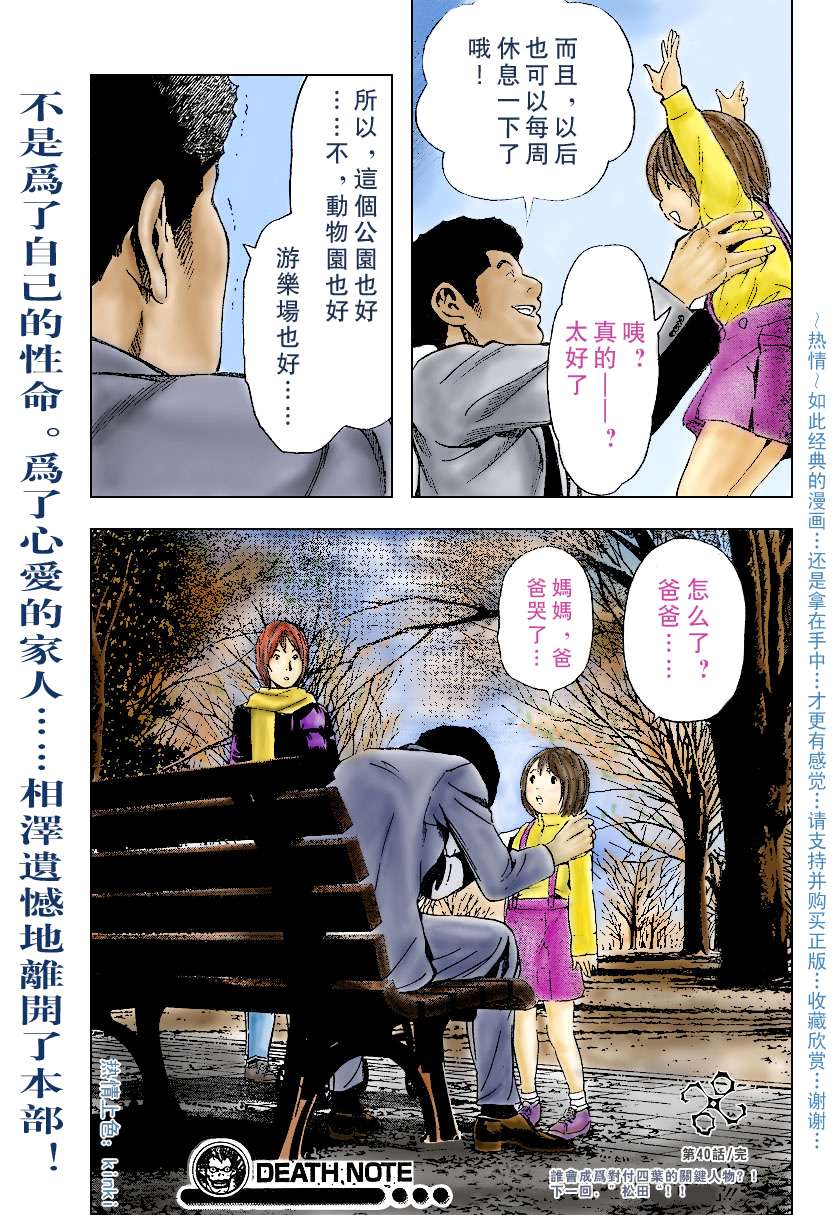 而且，以后
也可以每周
休息一下了
哦！
咦？
真的——？
太好了
所以，這個公園也好
……不，動物園也好
游樂場也好……
怎么了？
爸爸……
媽媽，爸
爸哭了…
不是爲了自己的性命。爲了心愛的家人……相澤遺憾地離開了本部！
～热情～如此经典的漫画…还是拿在手中…才更有感觉…请支持并购买正版…收藏欣赏…谢谢…
热情上色：kinki
DEATH NOTE
第40話/完
誰會成爲對付四葉的關鍵人物？！
下一回，＂松田＂！！